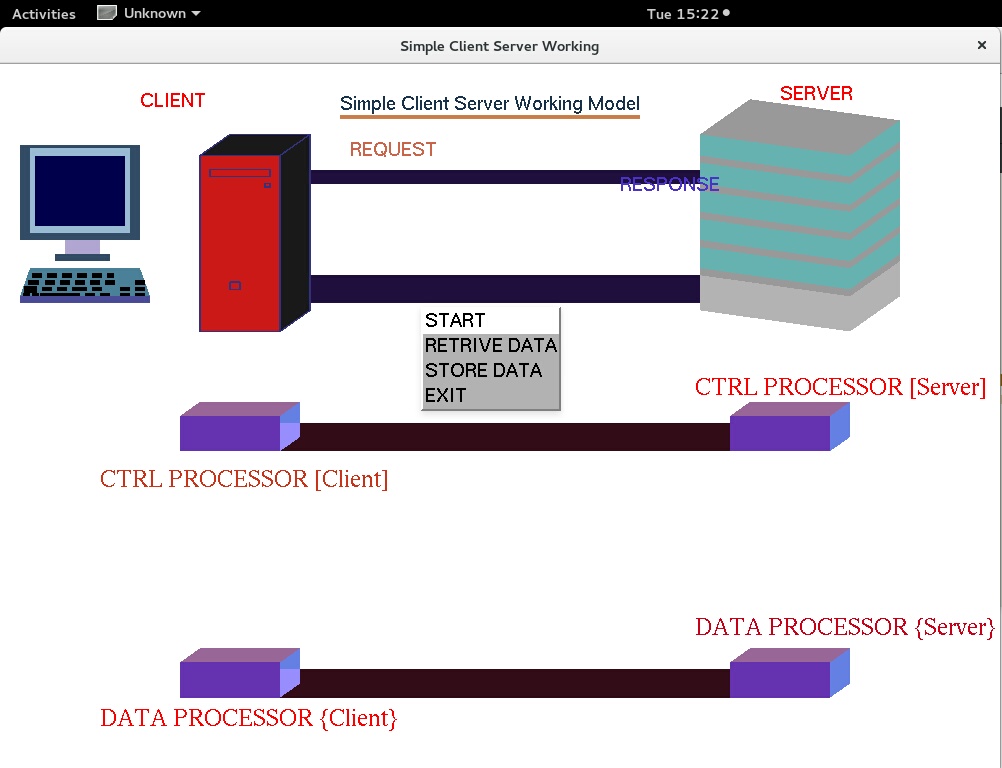 Activities Unknown Tue 15:22
Simple Client Server Working ×
CLIENT
Simple Client Server Working Model
SERVER
REQUEST
RESPONSE
START
RETRIVE DATA
STORE DATA
EXIT
CTRL PROCESSOR [Server]
CTRL PROCESSOR [Client]
DATA PROCESSOR {Server}
DATA PROCESSOR {Client}